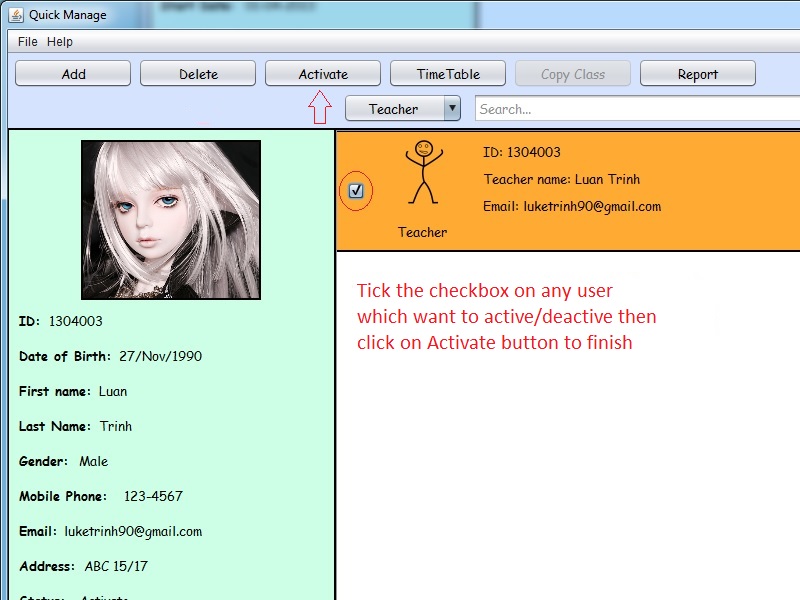 Quick Manage
File Help
Add Delete Activate TimeTable Copy Class Report
Teacher Search...
ID: 1304003
Teacher name: Luan Trinh
Email: luketrinh90@gmail.com
Teacher
Tick the checkbox on any user
which want to active/deactive then
click on Activate button to finish
ID: 1304003
Date of Birth: 27/Nov/1990
First name: Luan
Last Name: Trinh
Gender: Male
Mobile Phone: 123-4567
Email: luketrinh90@gmail.com
Address: ABC 15/17
Status: Activate